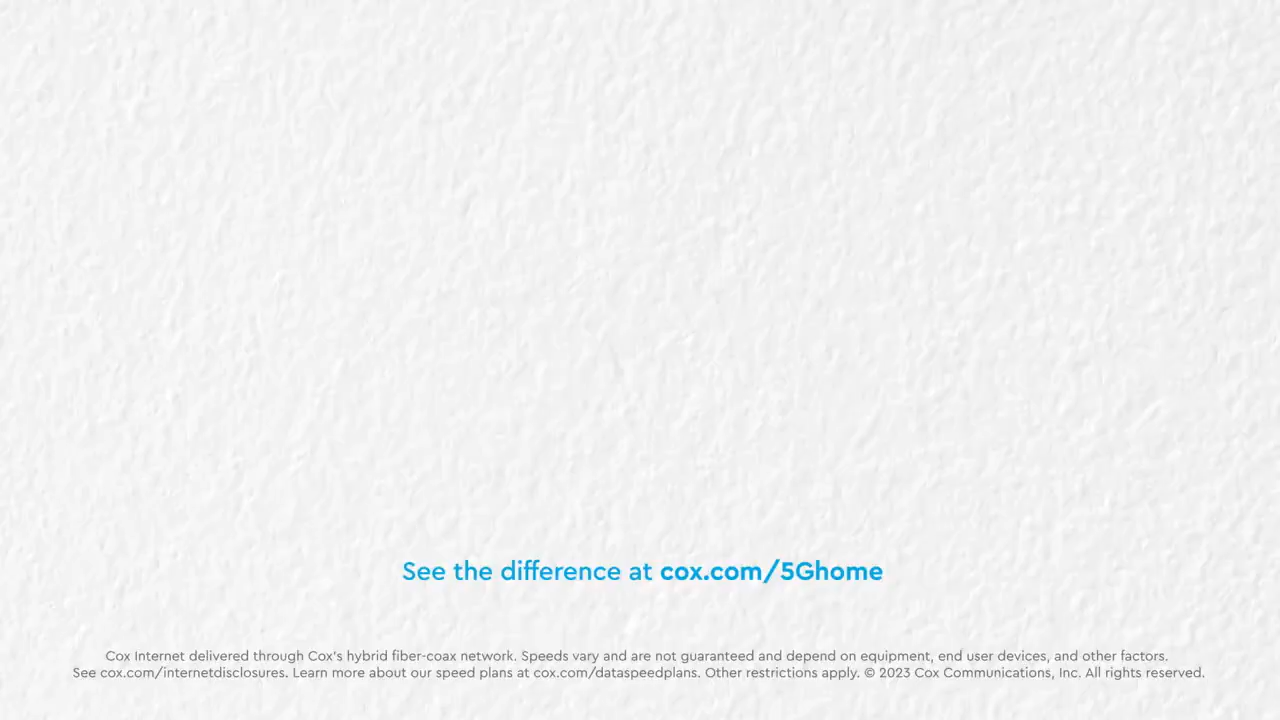 See the difference at cox.com/5Ghome
Cox Internet delivered through Cox's hybrid fiber-coax network. Speeds vary and are not guaranteed and depend on equipment, end user devices, and other factors.
See cox.com/internetdisclosures. Learn more about our speed plans at cox.com/dataspeedplans. Other restrictions apply. © 2023 Cox Communications, Inc. All rights reserved.